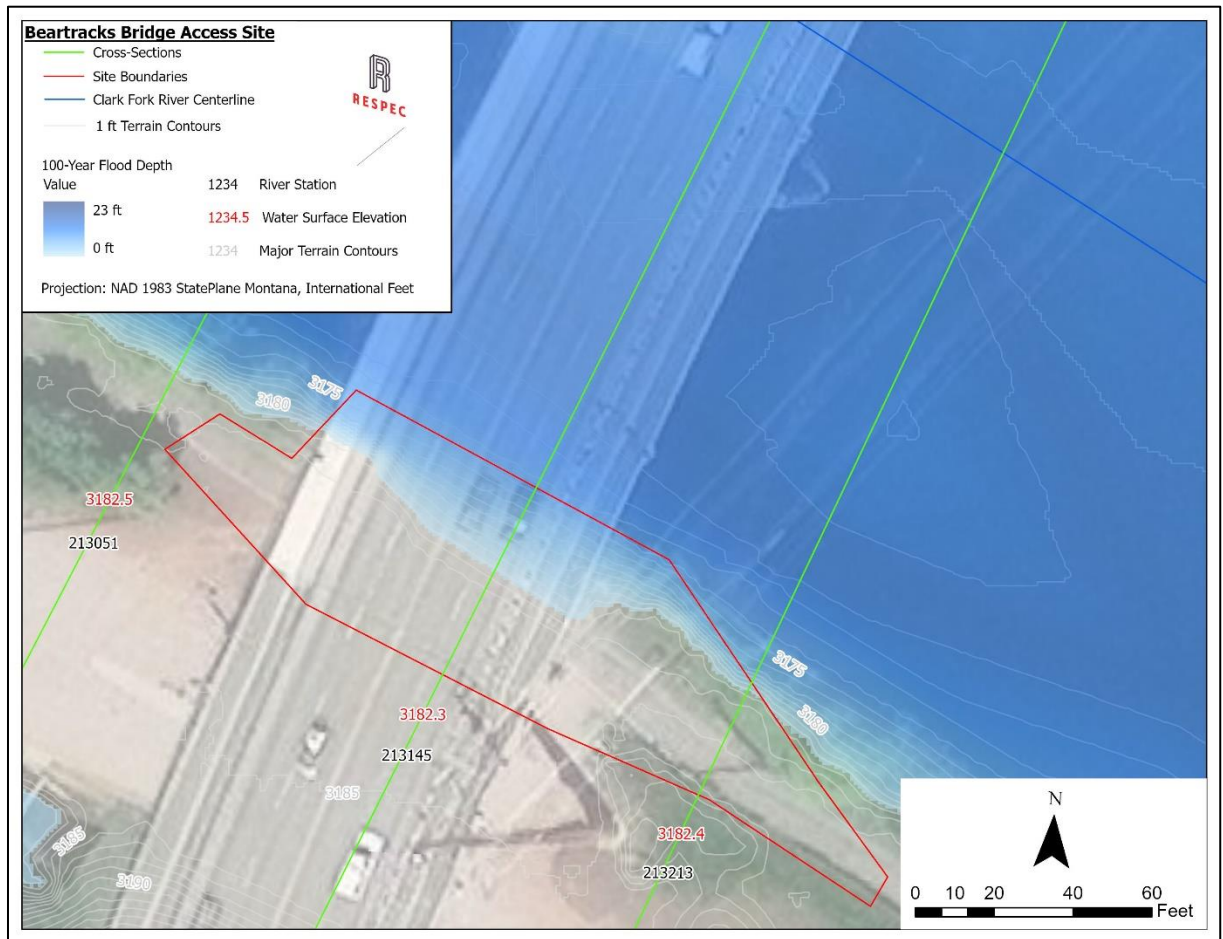 Beartracks Bridge Access Site
Cross-Sections
Site Boundaries
Clark Fork River Centerline
1 ft Terrain Contours
RESPEC
100-Year Flood Depth
Value
23 ft
0 ft
1234 River Station
1234.5 Water Surface Elevation
1234 Major Terrain Contours
Projection: NAD 1983 StatePlane Montana, International Feet
3175
3180
3182.5
213051
3175
3180
3182.3
213145
3185
3182.4
213213
3185
3190
N
0 10 20 40 60
Feet